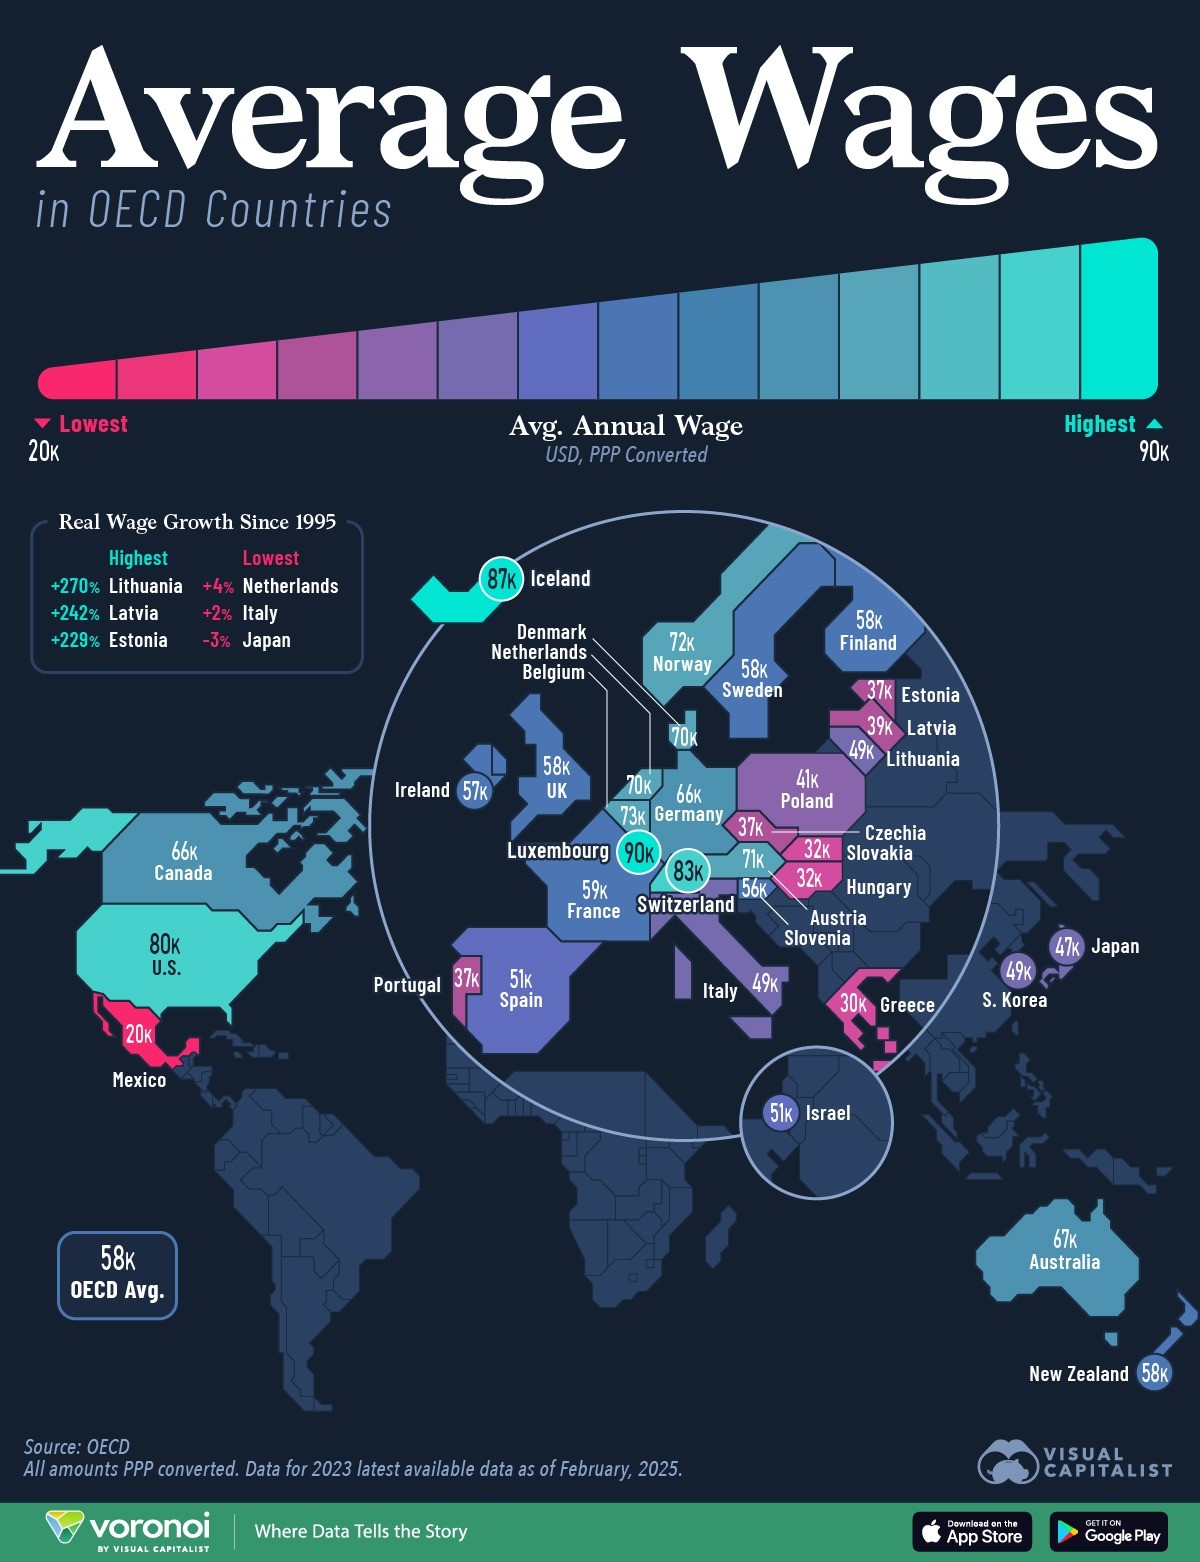 Average Wages
in OECD Countries
Lowest
20K
Avg. Annual Wage
USD, PPP Converted
Highest
90K
Real Wage Growth Since 1995
Highest Lowest
+270% Lithuania +4% Netherlands
+242% Latvia +2% Italy
+229% Estonia -3% Japan
87K Iceland
Denmark
Netherlands
Belgium
72K
Norway
58K
Sweden
58K
Finland
37K Estonia
39K Latvia
49K Lithuania
70K
Ireland 57K
58K
UK
70K
73K
66K
Germany
41K
Poland
37K
Czechia
32K Slovakia
Luxembourg 90K
83K
Switzerland
71K
32K Hungary
56K
Austria
Slovenia
59K
France
66K
Canada
80K
U.S.
20K
Mexico
Portugal 37K
51K
Spain
Italy 49K
30K Greece
47K Japan
49K
S. Korea
51K Israel
67K
Australia
New Zealand 58K
58K
OECD Avg.
Source: OECD
All amounts PPP converted. Data for 2023 latest available data as of February, 2025.
VISUAL
CAPITALIST
voronoi
BY VISUAL CAPITALIST
Where Data Tells the Story
Download on the
App Store
GET IT ON
Google Play